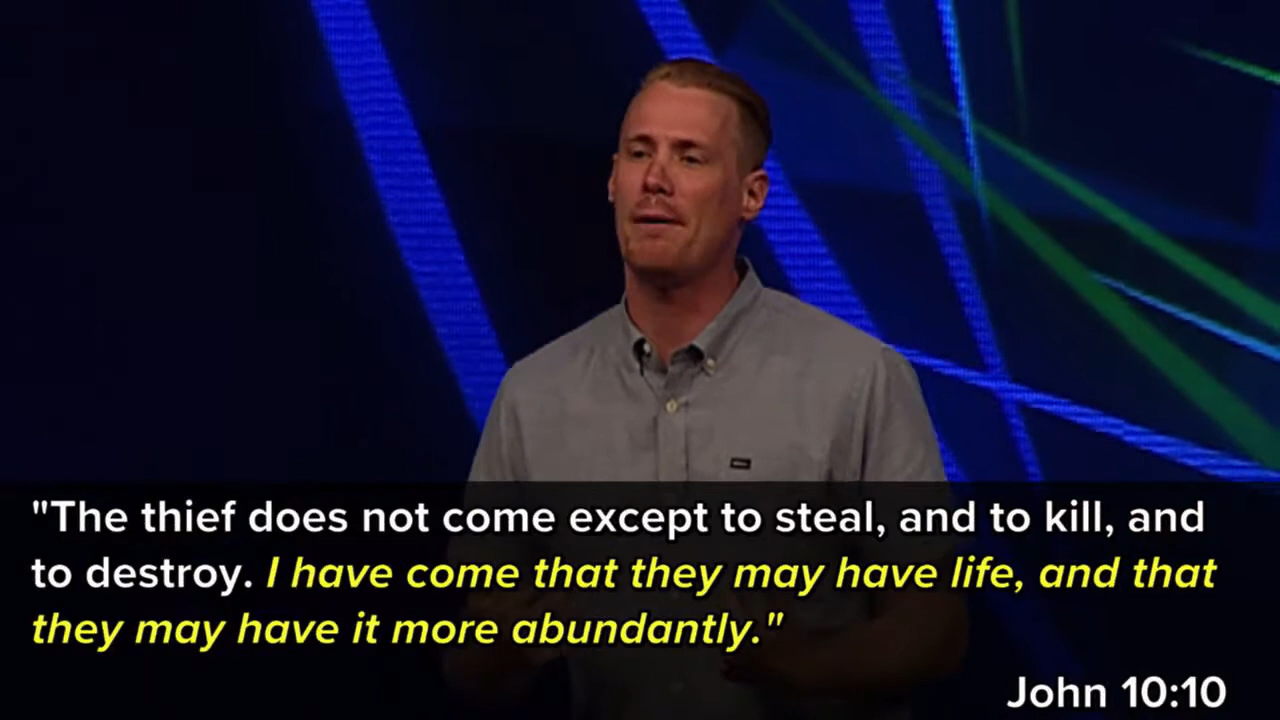 "The thief does not come except to steal, and to kill, and
to destroy. I have come that they may have life, and that
they may have it more abundantly."
John 10:10